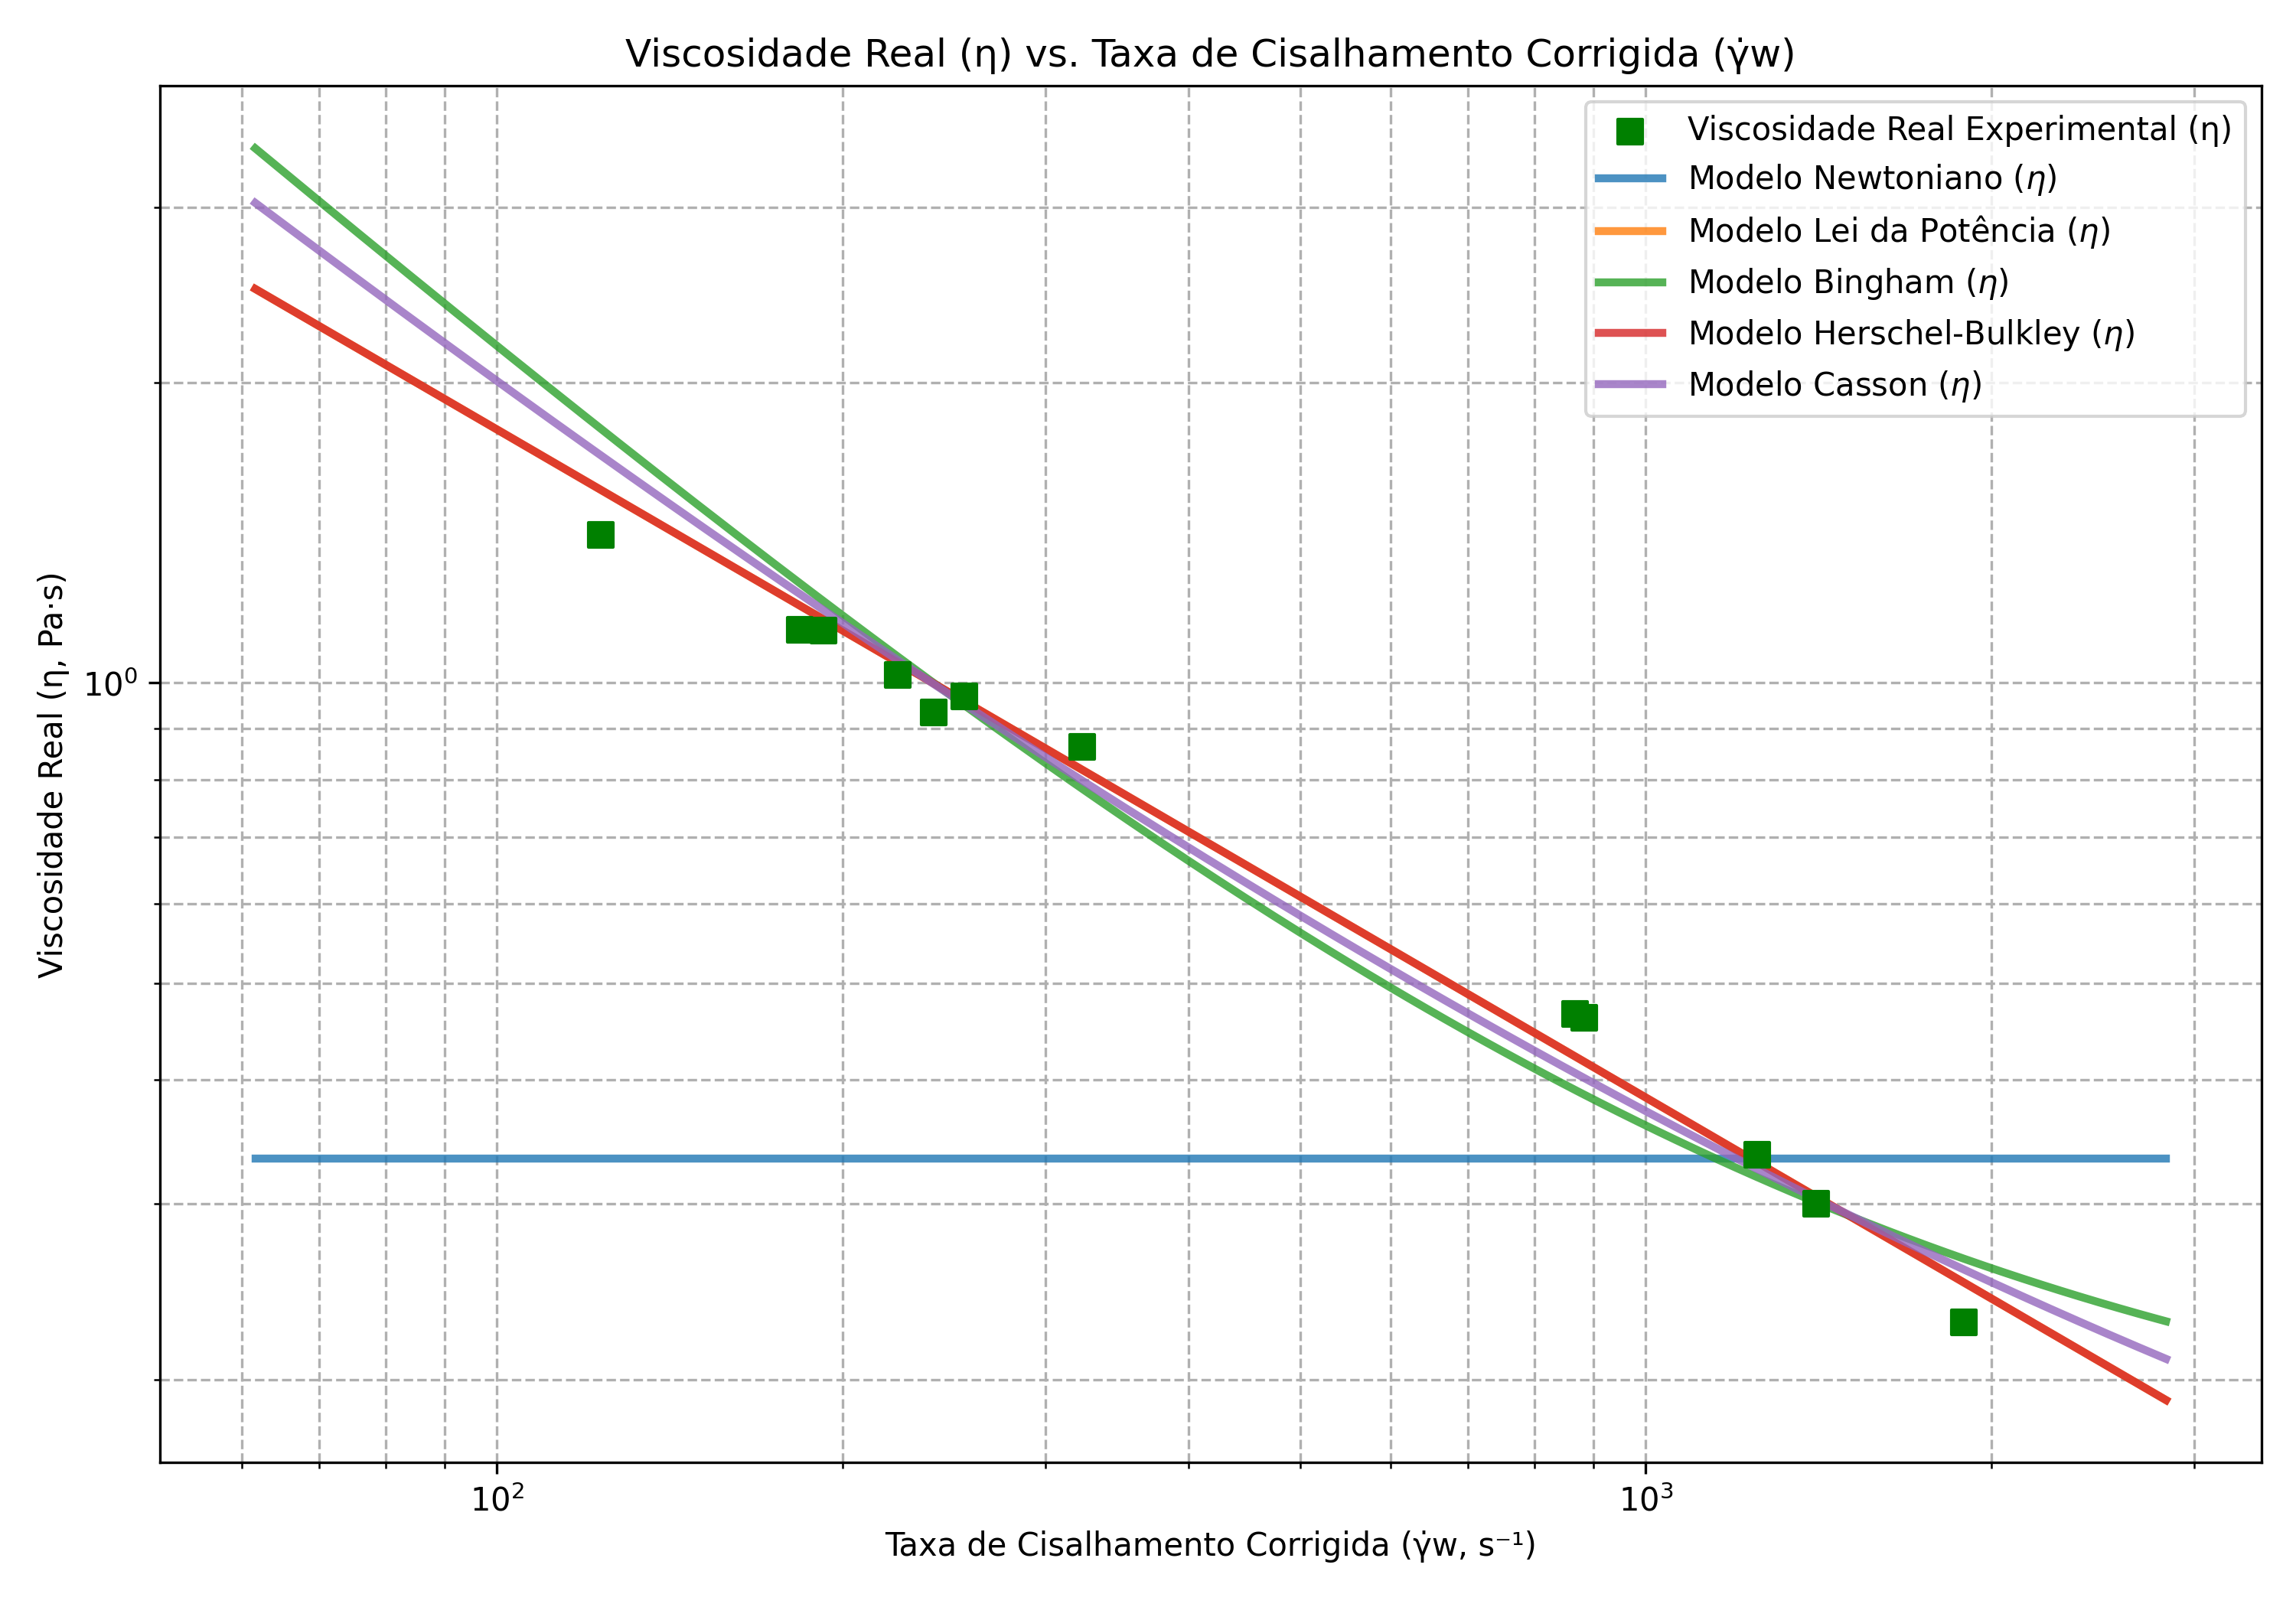 Viscosidade Real (η) vs. Taxa de Cisalhamento Corrigida (γ̇w)
Viscosidade Real Experimental (η)
Modelo Newtoniano (η)
Modelo Lei da Potência (η)
Modelo Bingham (η)
Modelo Herschel-Bulkley (η)
Modelo Casson (η)
Viscosidade Real (η, Pa·s)
10⁰
10² 10³
Taxa de Cisalhamento Corrigida (γ̇w, s⁻¹)